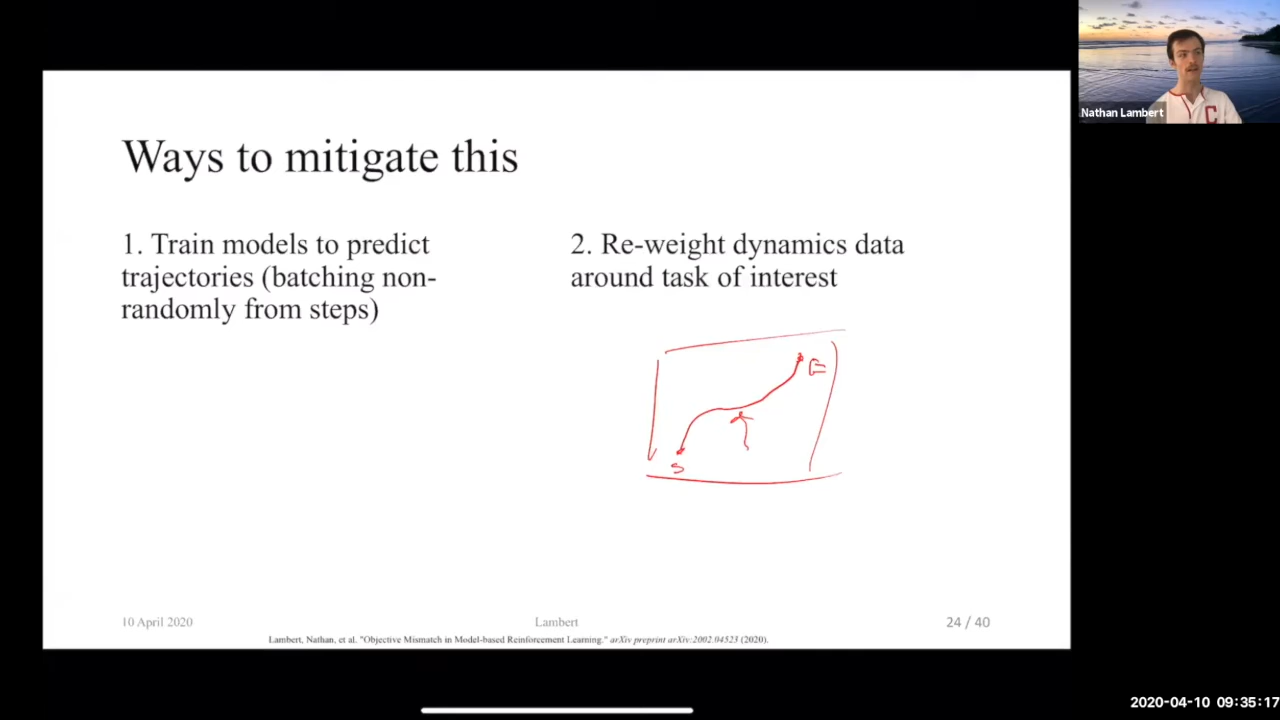 Nathan Lambert
C
Ways to mitigate this
1. Train models to predict
trajectories (batching non-
randomly from steps)
2. Re-weight dynamics data
around task of interest
S
10 April 2020
Lambert
24 / 40
Lambert, Nathan, et al. "Objective Mismatch in Model-based Reinforcement Learning." arXiv preprint arXiv:2002.04523 (2020).
2020-04-10 09:35:17